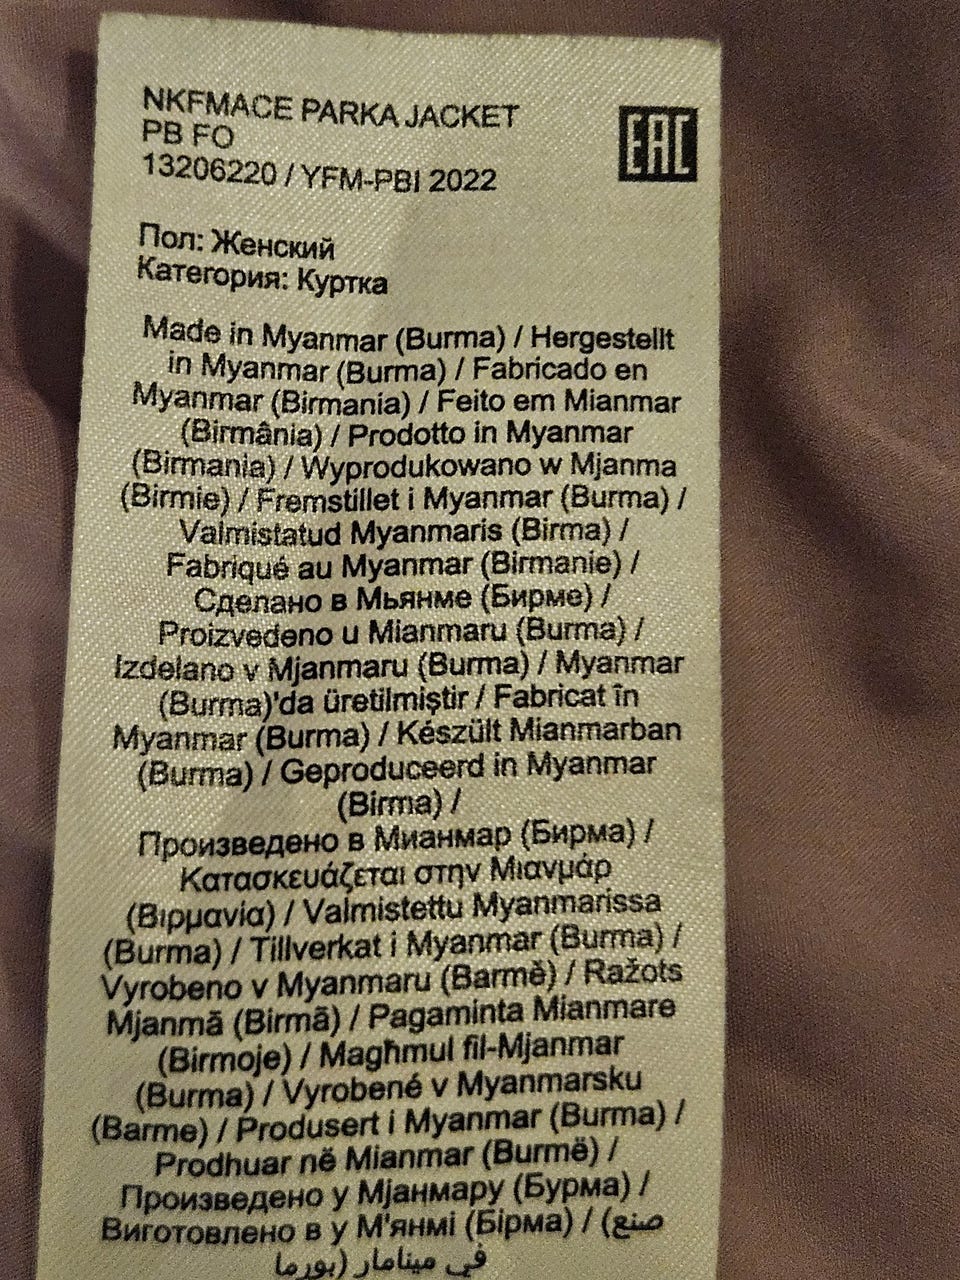 NKFMACE PARKA JACKET
PB FO
13206220 / YFM-PBI 2022
EAC
Пол: Женский
Категория: Куртка
Made in Myanmar (Burma) / Hergestellt
in Myanmar (Burma) / Fabricado en
Myanmar (Birmania) / Feito em Mianmar
(Birmânia) / Prodotto in Myanmar
(Birmania) / Wyprodukowano w Mjanma
(Birmie) / Fremstillet i Myanmar (Burma) /
Valmistatud Myanmaris (Birma) /
Fabriqué au Myanmar (Birmanie) /
Сделано в Мьянме (Бирме) /
Proizvedeno u Mianmaru (Burma) /
Izdelano v Mjanmaru (Burma) / Myanmar
(Burma)'da üretilmiştir / Fabricat în
Myanmar (Burma) / Készült Mianmarban
(Burma) / Geproduceerd in Myanmar
(Birma) /
Произведено в Мианмар (Бирма) /
Κατασκευάζεται στην Μιανμάρ
(Βιρμανία) / Valmistettu Myanmarissa
(Burma) / Tillverkat i Myanmar (Burma) /
Vyrobeno v Myanmaru (Barmě) / Ražots
Mjanmā (Birmā) / Pagaminta Mianmare
(Birmoje) / Magħmul fil-Mjanmar
(Burma) / Vyrobené v Myanmarsku
(Barme) / Produsert i Myanmar (Burma) /
Prodhuar në Mianmar (Burmë) /
Произведено у Мјанмару (Бурма) /
Виготовлено в у М'янмі (Бірма) / (صنع
في مينامار (بورما